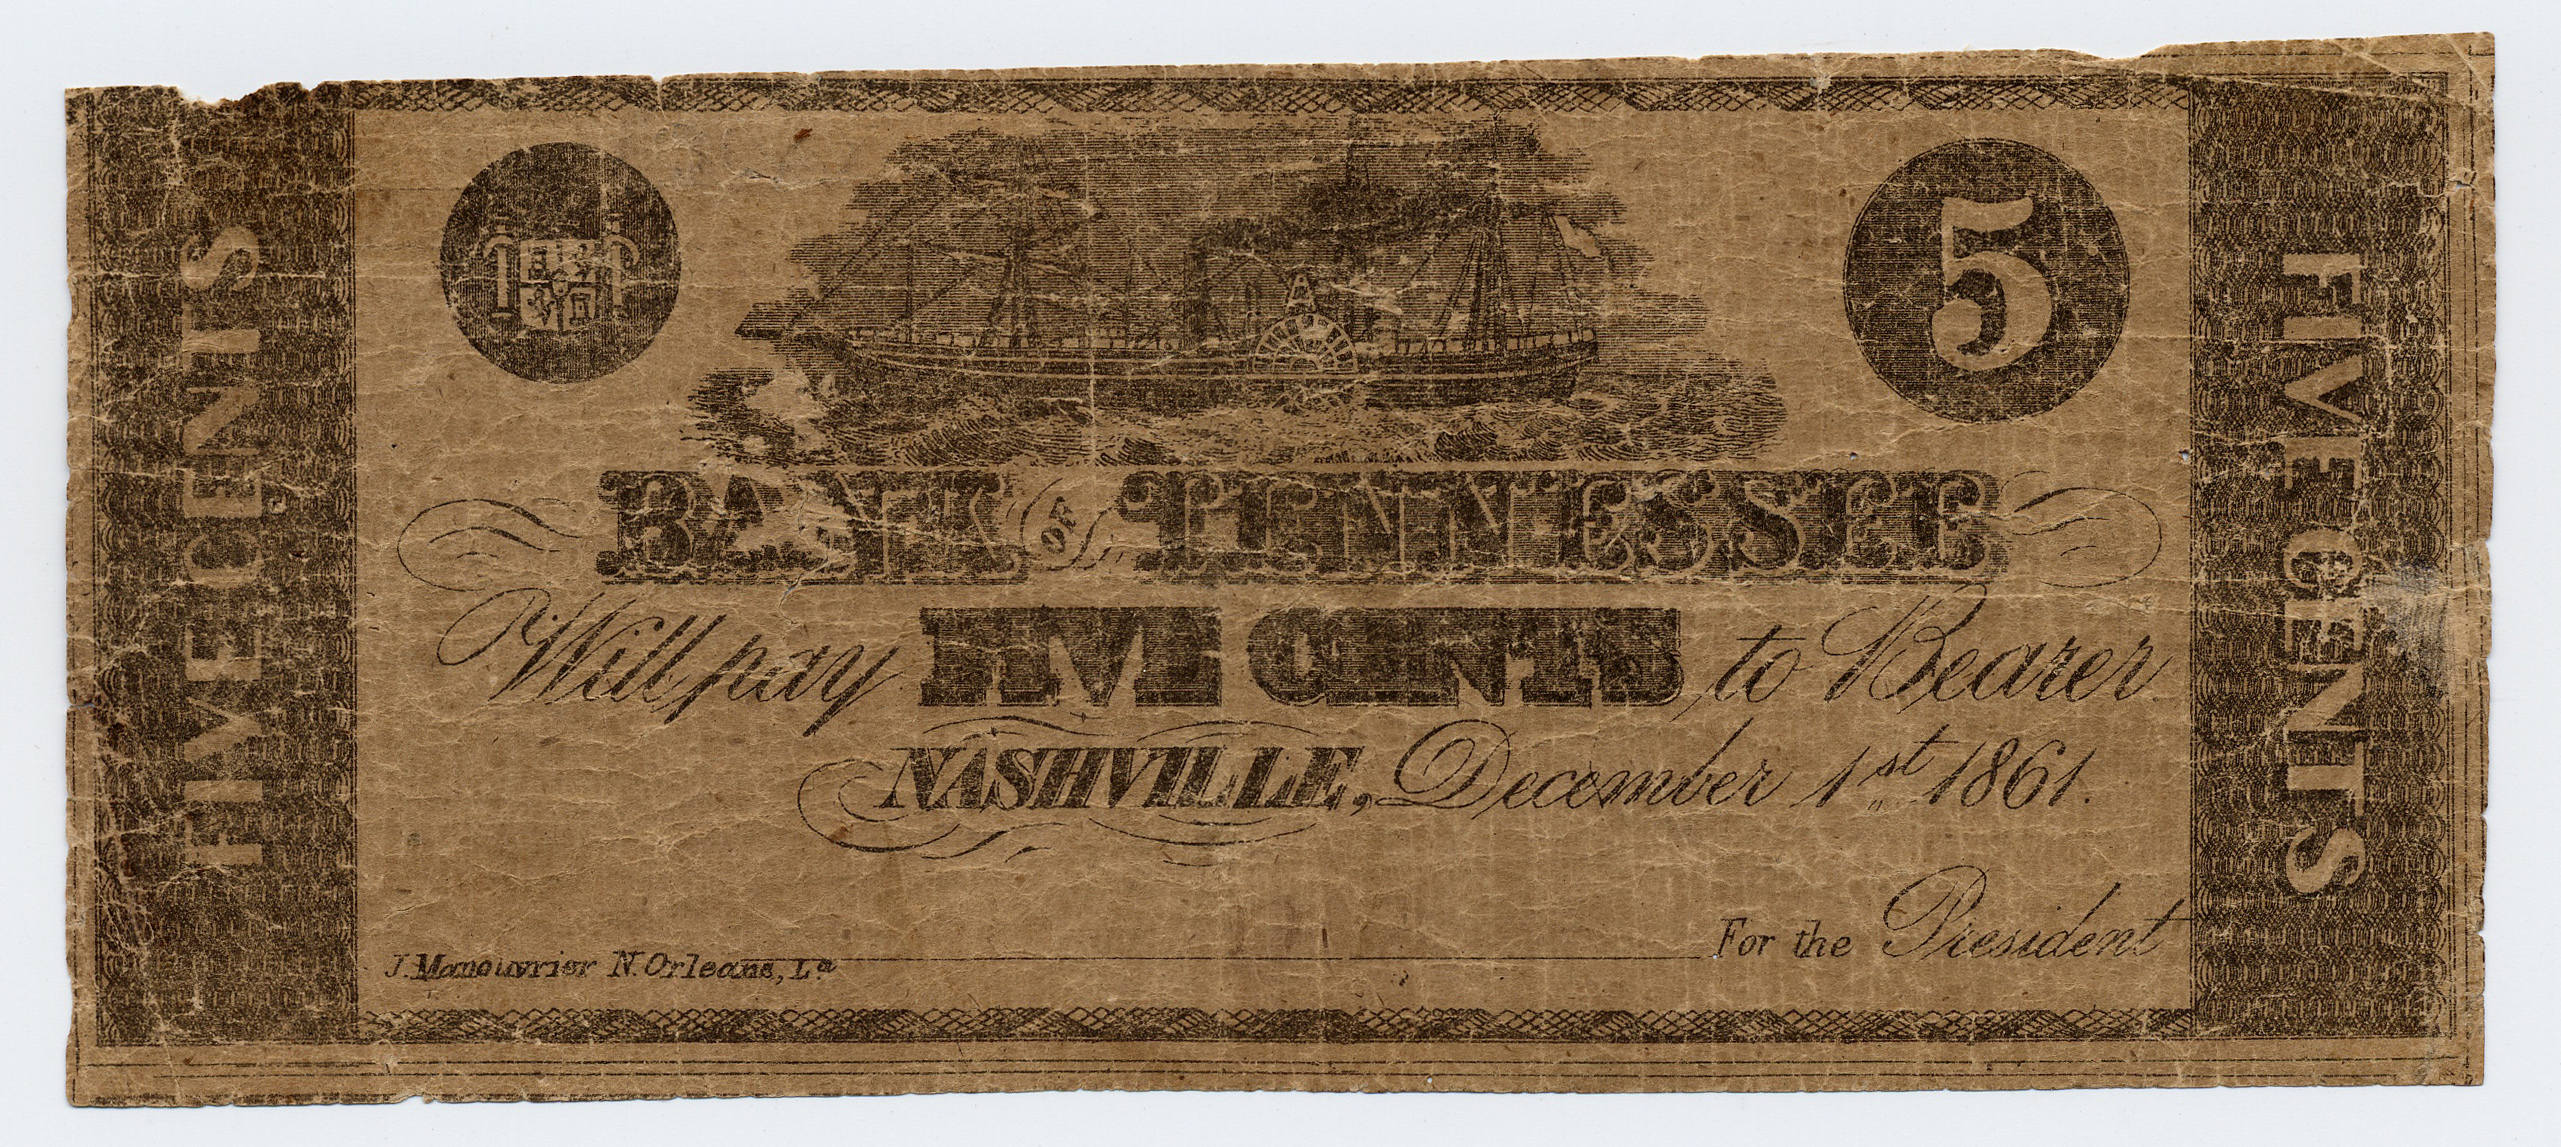 FIVE CENTS
5
BANK OF TENNESSEE
Will pay FIVE CENTS to Bearer
NASHVILLE, December 1st 1861.
For the President
J. Manouvrier N. Orleans, La
FIVE CENTS